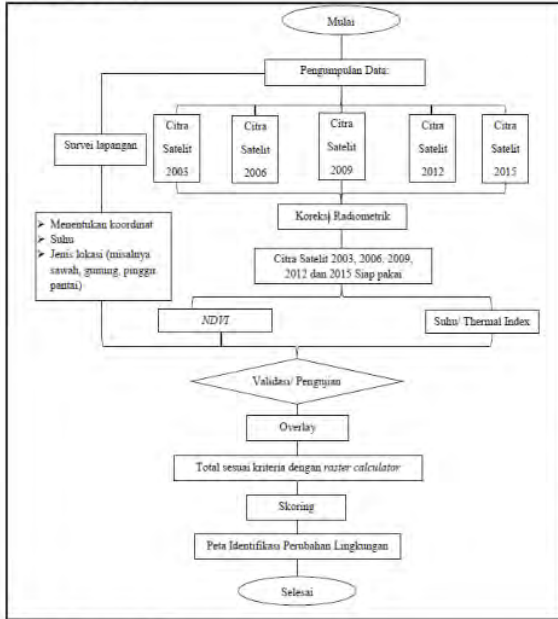 Mulai
Pengumpulan Data:
Survei lapangan
Citra
Satelit
2003
Citra
Satelit
2006
Citra
Satelit
2009
Citra
Satelit
2012
Citra
Satelit
2015
➤ Menentukan koordinat
➤ Suhu
➤ Jenis lokasi (misalnya
sawah, gunung, pinggir
pantai)
Koreksi Radiometrik
Citra Satelit 2003, 2006, 2009,
2012 dan 2015 Siap pakai
NDVI
Suhu/ Thermal Index
Validasi/ Pengujian
Overlay
Total sesuai kriteria dengan raster calculator
Skoring
Peta Identifikasi Perubahan Lingkungan
Selesai